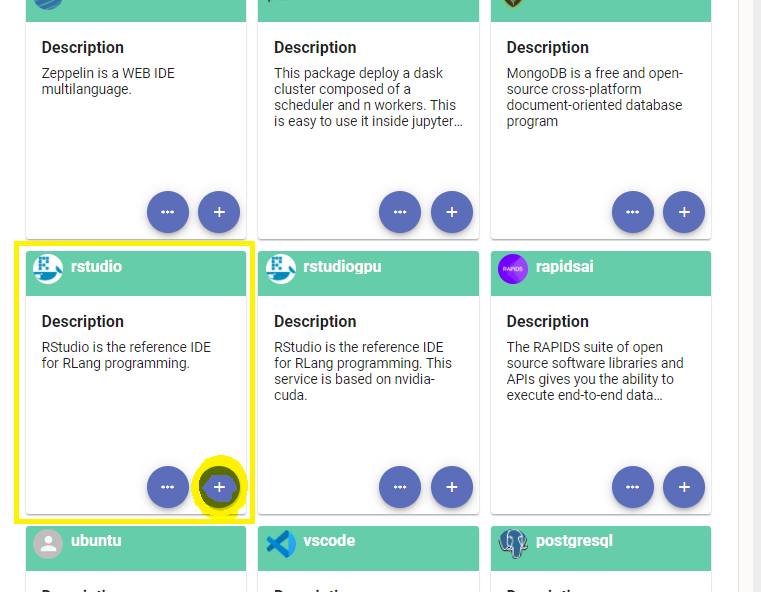 Description
Zeppelin is a WEB IDE
multilanguage.
Description
This package deploy a dask
cluster composed of a
scheduler and n workers. This
is easy to use it inside jupyter...
Description
MongoDB is a free and open-
source cross-platform
document-oriented database
program
rstudio
Description
RStudio is the reference IDE
for RLang programming.
rstudiogpu
Description
RStudio is the reference IDE
for RLang programming. This
service is based on nvidia-
cuda.
RAPIDS
rapidsai
Description
The RAPIDS suite of open
source software libraries and
APIs gives you the ability to
execute end-to-end data...
ubuntu
Description
vscode
Description
postgresql
Description